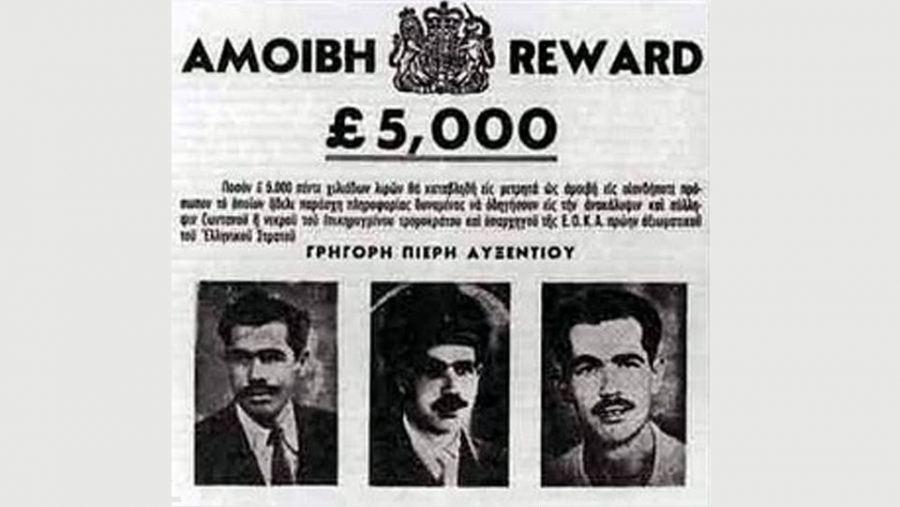 ΑΜΟΙΒΗ REWARD
£ 5,000
Ποσόν £ 5.000 πέντε χιλιάδων λιρών θά καταβληθή είς μετρητά ώς άμοιβή είς οίονδήποτε πρό-
σωπον τό όποίον ήθελε παράσχη πληροφορίας δυναμένας νά όδηγήσουν είς τήν άνακάλυψιν καί σύλλη-
ψιν ζωντανού ή νεκρού τού έπικηρυγμένου τρομοκράτου καί ύπαρχηγού τής Ε.Ο.Κ.Α. πρώην άξιωματικού
τού Έλληνικού Στρατού
ΓΡΗΓΟΡΗ ΠΙΕΡΗ ΑΥΞΕΝΤΙΟΥ